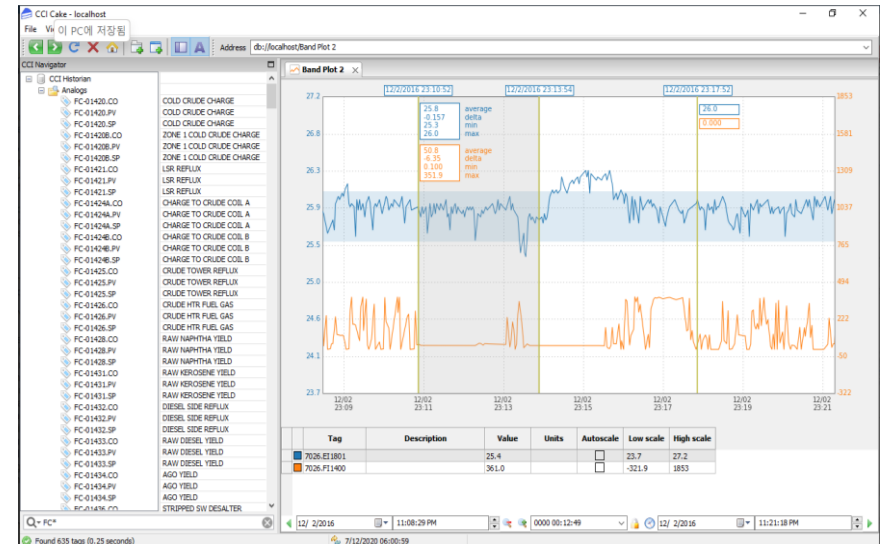 CCI Cake - localhost
File Vi 이 PC에 저장됨
Address db://localhost/Band Plot 2
CCI Navigator
CCI Historian
Analogs
FC-01420.CO COLD CRUDE CHARGE
FC-01420.PV COLD CRUDE CHARGE
FC-01420.SP COLD CRUDE CHARGE
FC-01420B.CO ZONE 1 COLD CRUDE CHARGE
FC-01420B.PV ZONE 1 COLD CRUDE CHARGE
FC-01420B.SP ZONE 1 COLD CRUDE CHARGE
FC-01421.CO LSR REFLUX
FC-01421.PV LSR REFLUX
FC-01421.SP LSR REFLUX
FC-01424A.CO CHARGE TO CRUDE COIL A
FC-01424A.PV CHARGE TO CRUDE COIL A
FC-01424A.SP CHARGE TO CRUDE COIL A
FC-01424B.CO CHARGE TO CRUDE COIL B
FC-01424B.PV CHARGE TO CRUDE COIL B
FC-01424B.SP CHARGE TO CRUDE COIL B
FC-01425.CO CRUDE TOWER REFLUX
FC-01425.PV CRUDE TOWER REFLUX
FC-01425.SP CRUDE TOWER REFLUX
FC-01426.CO CRUDE HTR FUEL GAS
FC-01426.PV CRUDE HTR FUEL GAS
FC-01426.SP CRUDE HTR FUEL GAS
FC-01428.CO RAW NAPHTHA YIELD
FC-01428.PV RAW NAPHTHA YIELD
FC-01428.SP RAW NAPHTHA YIELD
FC-01431.CO RAW KEROSENE YIELD
FC-01431.PV RAW KEROSENE YIELD
FC-01431.SP RAW KEROSENE YIELD
FC-01432.CO DIESEL SIDE REFLUX
FC-01432.PV DIESEL SIDE REFLUX
FC-01432.SP DIESEL SIDE REFLUX
FC-01433.CO RAW DIESEL YIELD
FC-01433.PV RAW DIESEL YIELD
FC-01433.SP RAW DIESEL YIELD
FC-01434.CO AGO YIELD
FC-01434.PV AGO YIELD
FC-01434.SP AGO YIELD
FC-01436.CO STRIPPED SW DESALTER
FC*
Found 635 tags (0.25 seconds)
7/12/2020 06:00:59
Band Plot 2
12/2/2016 23:10:52 12/2/2016 23:13:54 12/2/2016 23:17:52
27.2 1853
25.8 average 26.0
-0.157 delta
25.3 min 0.000
26.0 max
26.8 1581
50.8 average
-6.35 delta
0.100 min
351.9 max
26.3 1309
25.9 1037
25.5 765
25.0 494
24.6 222
24.1 -50
23.7 -322
12/02 12/02 12/02 12/02 12/02 12/02 12/02
23:09 23:11 23:13 23:15 23:17 23:19 23:21
Tag Description Value Units Autoscale Low scale High scale
7026.EI1801 25.4 23.7 27.2
7026.FI1400 361.0 -321.9 1853
12/ 2/2016 11:08:29 PM 0000 00:12:49 12/ 2/2016 11:21:18 PM